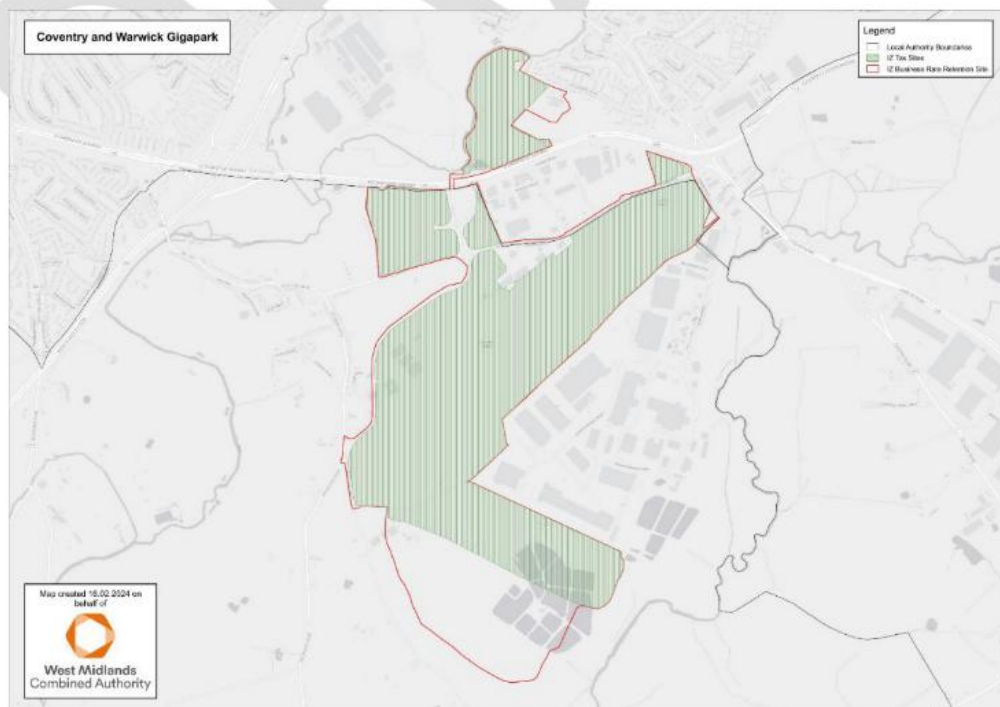 Coventry and Warwick Gigapark
Legend
Local Authority Boundaries
IZ Tax Sites
IZ Business Rate Retention Site
Map created 16.02.2024 on
behalf of
West Midlands
Combined Authority